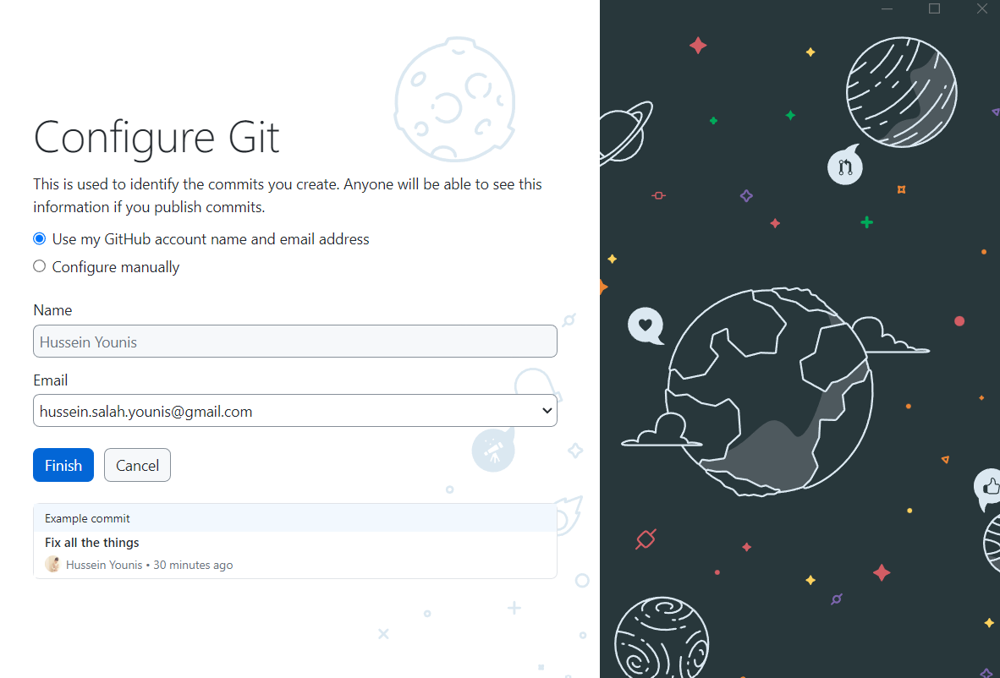 Configure Git
This is used to identify the commits you create. Anyone will be able to see this
information if you publish commits.
Use my GitHub account name and email address
Configure manually
Name
Hussein Younis
Email
hussein.salah.younis@gmail.com
Finish
Cancel
Example commit
Fix all the things
Hussein Younis • 30 minutes ago